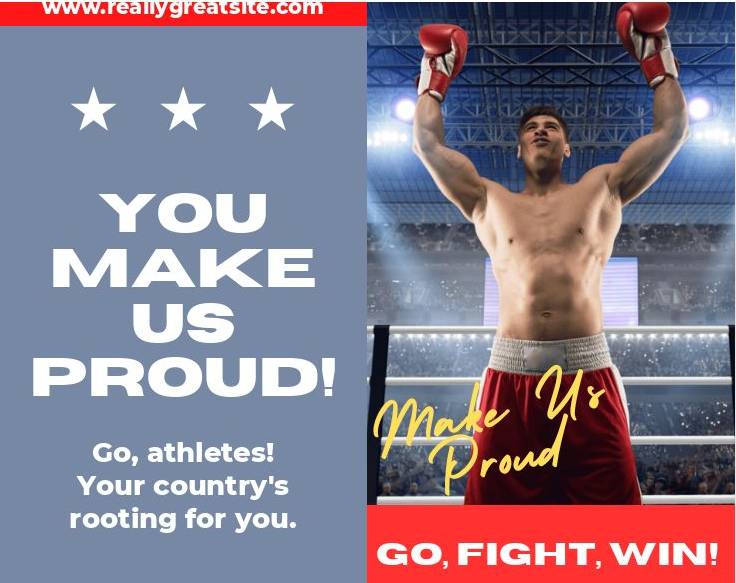 www.reallygreatsite.com
YOU
MAKE
US
PROUD!
Go, athletes!
Your country's
rooting for you.
Make Us
Proud
GO, FIGHT, WIN!